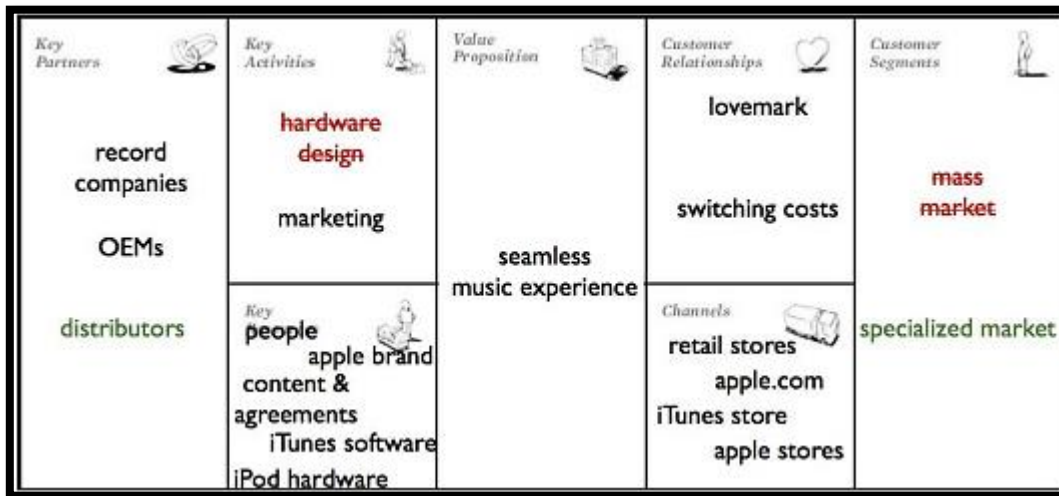 Key
Partners
record
companies
OEMs
distributors
Key
Activities
hardware
design
marketing
Key
people
apple brand
content &
agreements
iTunes software
iPod hardware
Value
Proposition
seamless
music experience
Customer
Relationships
lovemark
switching costs
Channels
retail stores
apple.com
iTunes store
apple stores
Customer
Segments
mass
market
specialized market